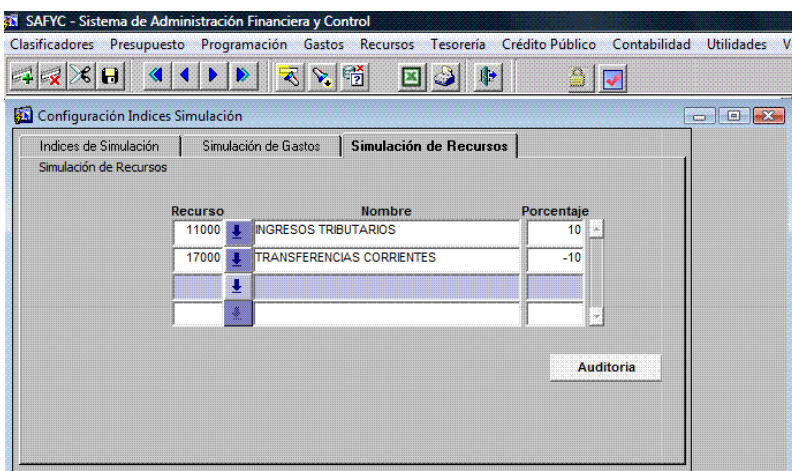 SAFYC - Sistema de Administración Financiera y Control
Clasificadores Presupuesto Programación Gastos Recursos Tesorería Crédito Público Contabilidad Utilidades V
Configuración Indices Simulación
Indices de Simulación Simulación de Gastos Simulación de Recursos
Simulación de Recursos
Recurso Nombre Porcentaje
11000 INGRESOS TRIBUTARIOS 10
17000 TRANSFERENCIAS CORRIENTES -10
Auditoria